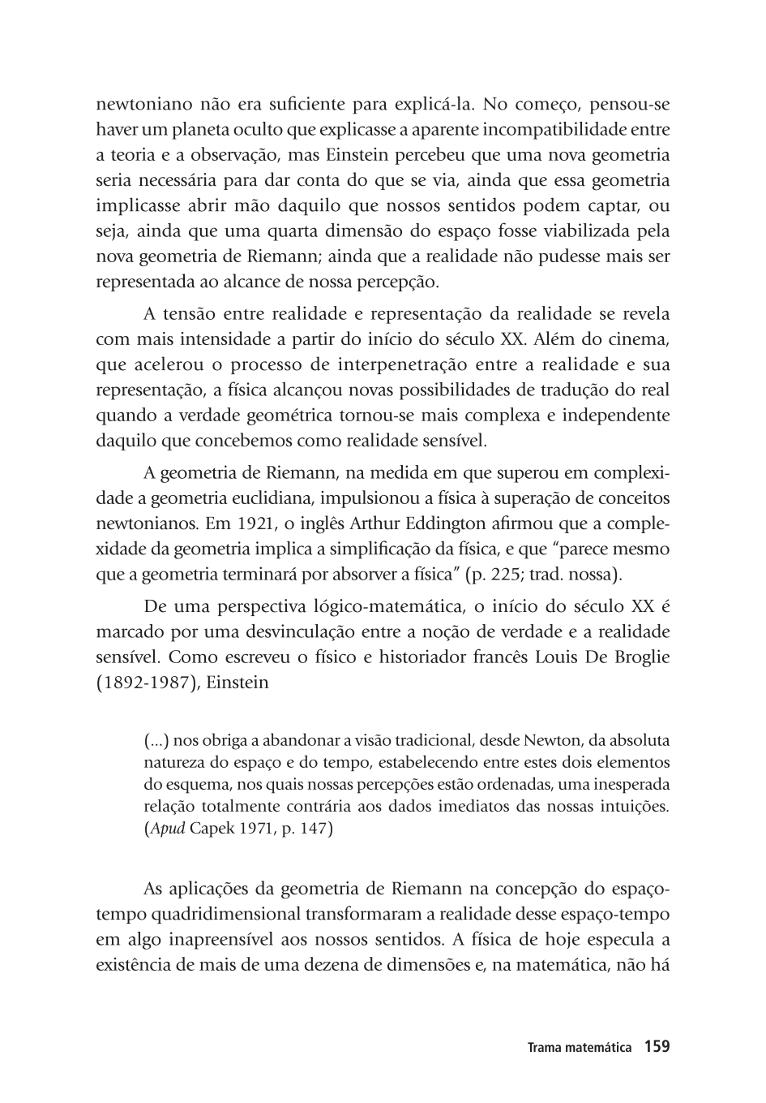 newtoniano não era suficiente para explicá-la. No começo, pensou-se
haver um planeta oculto que explicasse a aparente incompatibilidade entre
a teoria e a observação, mas Einstein percebeu que uma nova geometria
seria necessária para dar conta do que se via, ainda que essa geometria
implicasse abrir mão daquilo que nossos sentidos podem captar, ou
seja, ainda que uma quarta dimensão do espaço fosse viabilizada pela
nova geometria de Riemann; ainda que a realidade não pudesse mais ser
representada ao alcance de nossa percepção.
A tensão entre realidade e representação da realidade se revela
com mais intensidade a partir do início do século XX. Além do cinema,
que acelerou o processo de interpenetração entre a realidade e sua
representação, a física alcançou novas possibilidades de tradução do real
quando a verdade geométrica tornou-se mais complexa e independente
daquilo que concebemos como realidade sensível.
A geometria de Riemann, na medida em que superou em complexi-
dade a geometria euclidiana, impulsionou a física à superação de conceitos
newtonianos. Em 1921, o inglês Arthur Eddington afirmou que a comple-
xidade da geometria implica a simplificação da física, e que “parece mesmo
que a geometria terminará por absorver a física” (p. 225; trad. nossa).
De uma perspectiva lógico-matemática, o início do século XX é
marcado por uma desvinculação entre a noção de verdade e a realidade
sensível. Como escreveu o físico e historiador francês Louis De Broglie
(1892-1987), Einstein
(...) nos obriga a abandonar a visão tradicional, desde Newton, da absoluta
natureza do espaço e do tempo, estabelecendo entre estes dois elementos
do esquema, nos quais nossas percepções estão ordenadas, uma inesperada
relação totalmente contrária aos dados imediatos das nossas intuições.
(Apud Capek 1971, p. 147)
As aplicações da geometria de Riemann na concepção do espaço-
tempo quadridimensional transformaram a realidade desse espaço-tempo
em algo inapreensível aos nossos sentidos. A física de hoje especula a
existência de mais de uma dezena de dimensões e, na matemática, não há
Trama matemática 159